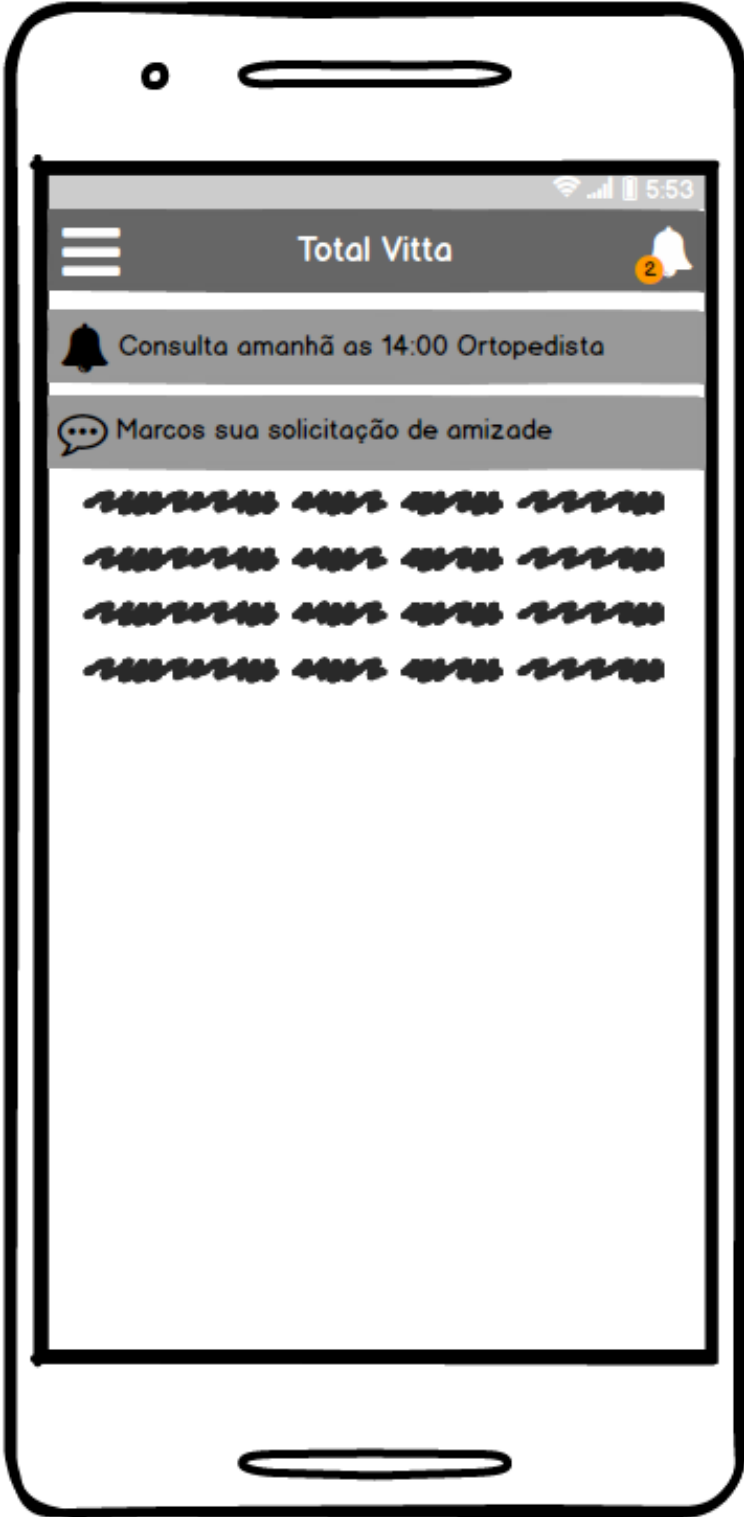 5:53
Total Vitta
2
Consulta amanhã as 14:00 Ortopedista
Marcos sua solicitação de amizade